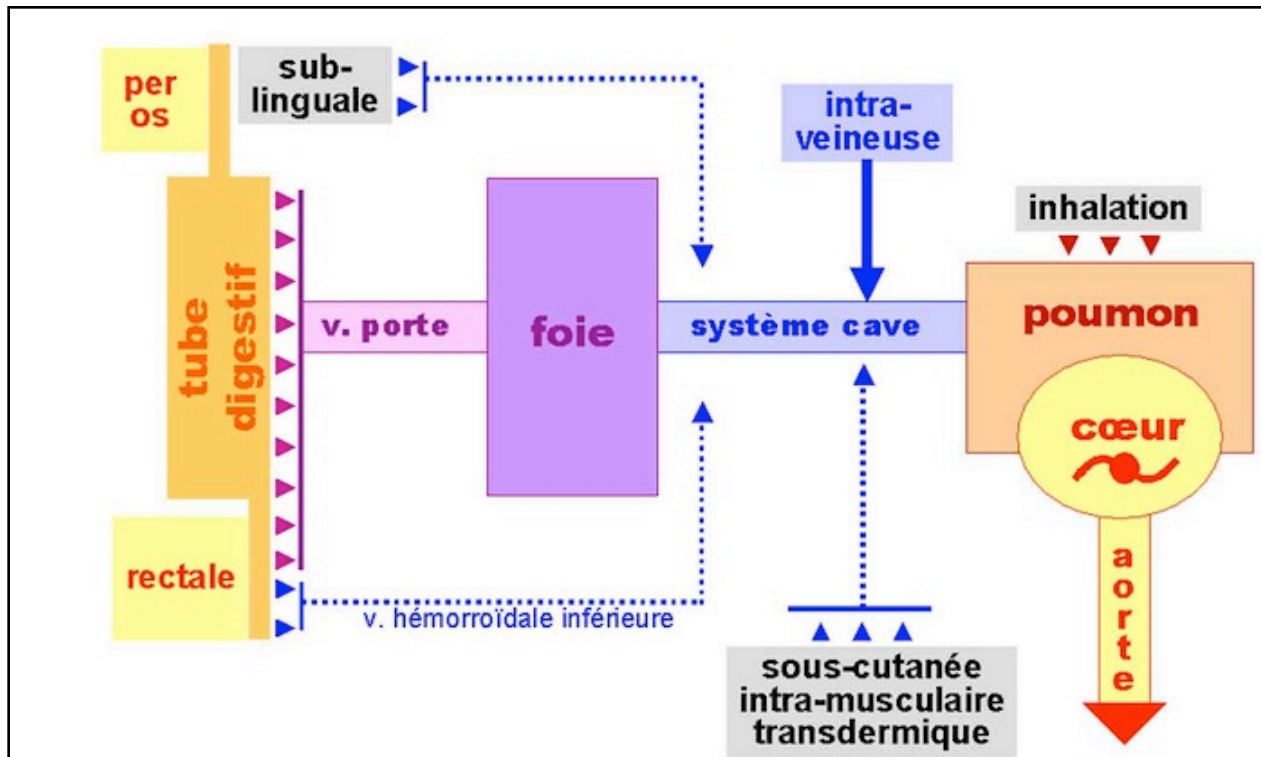 per
os
sub-
linguale
intra-
veineuse
inhalation
tube
digestif
v. porte
foie
système cave
poumon
cœur
rectale
v. hémorroïdale inférieure
aorte
sous-cutanée
intra-musculaire
transdermique